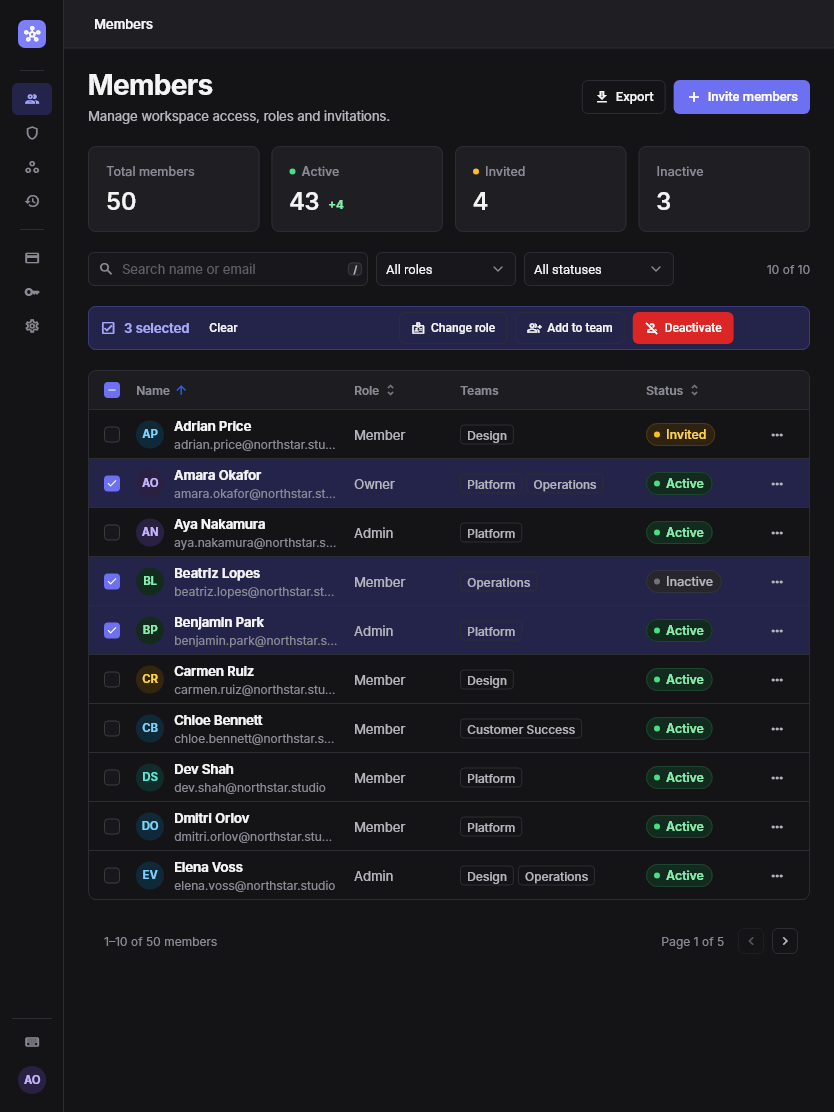 Members
Members
Manage workspace access, roles and invitations.
Export
Invite members
Total members
50
Active
43 +4
Invited
4
Inactive
3
Search name or email /
All roles
All statuses
10 of 10
3 selected
Clear
Change role
Add to team
Deactivate
Name Role Teams Status
AP Adrian Price Member Design Invited
adrian.price@northstar.stu...
AO Amara Okafor Owner Platform Operations Active
amara.okafor@northstar.st...
AN Aya Nakamura Admin Platform Active
aya.nakamura@northstar.s...
BL Beatriz Lopes Member Operations Inactive
beatriz.lopes@northstar.st...
BP Benjamin Park Admin Platform Active
benjamin.park@northstar.s...
CR Carmen Ruiz Member Design Active
carmen.ruiz@northstar.stu...
CB Chloe Bennett Member Customer Success Active
chloe.bennett@northstar.s...
DS Dev Shah Member Platform Active
dev.shah@northstar.studio
DO Dmitri Orlov Member Platform Active
dmitri.orlov@northstar.stu...
EV Elena Voss Admin Design Operations Active
elena.voss@northstar.studio
1–10 of 50 members
Page 1 of 5
AO